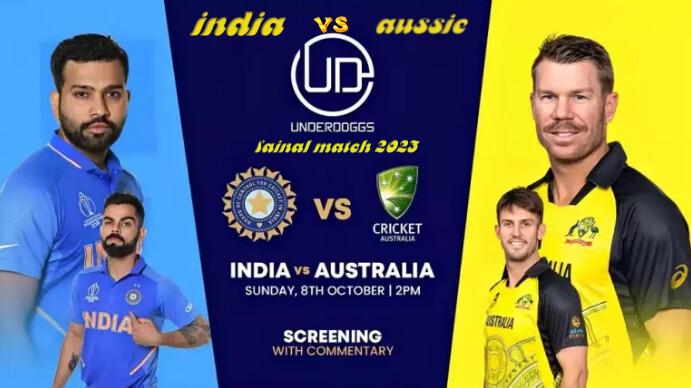 india vs aussic
UD
UNDERDOGGS
fainal match 2023
VS
CRICKET
AUSTRALIA
INDIA vs AUSTRALIA
SUNDAY, 8TH OCTOBER | 2PM
INDIA
AUSTRALIA
SCREENING
WITH COMMENTARY